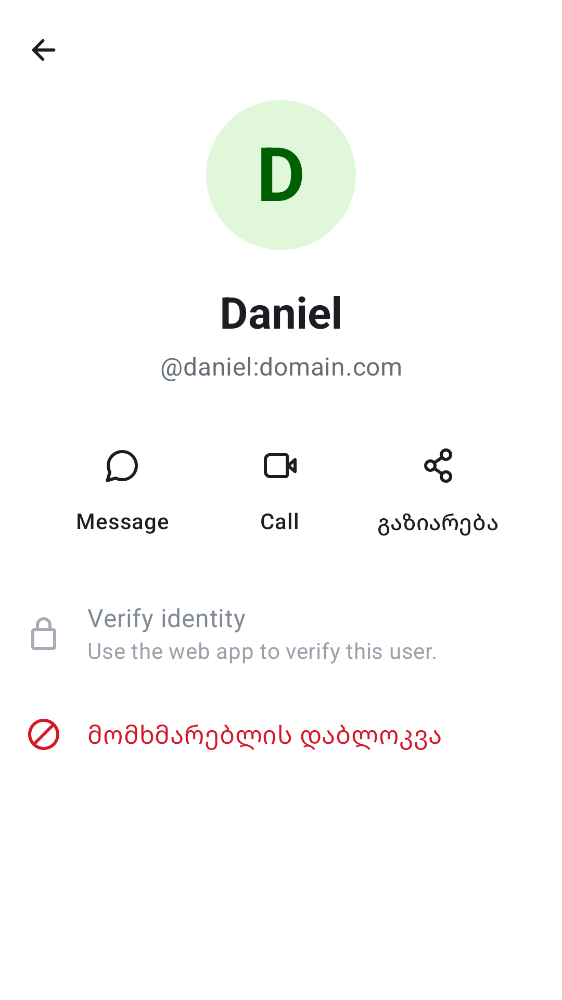 D
Daniel
@daniel:domain.com
Message Call გაზიარება
Verify identity
Use the web app to verify this user.
მომხმარებლის დაბლოკვა